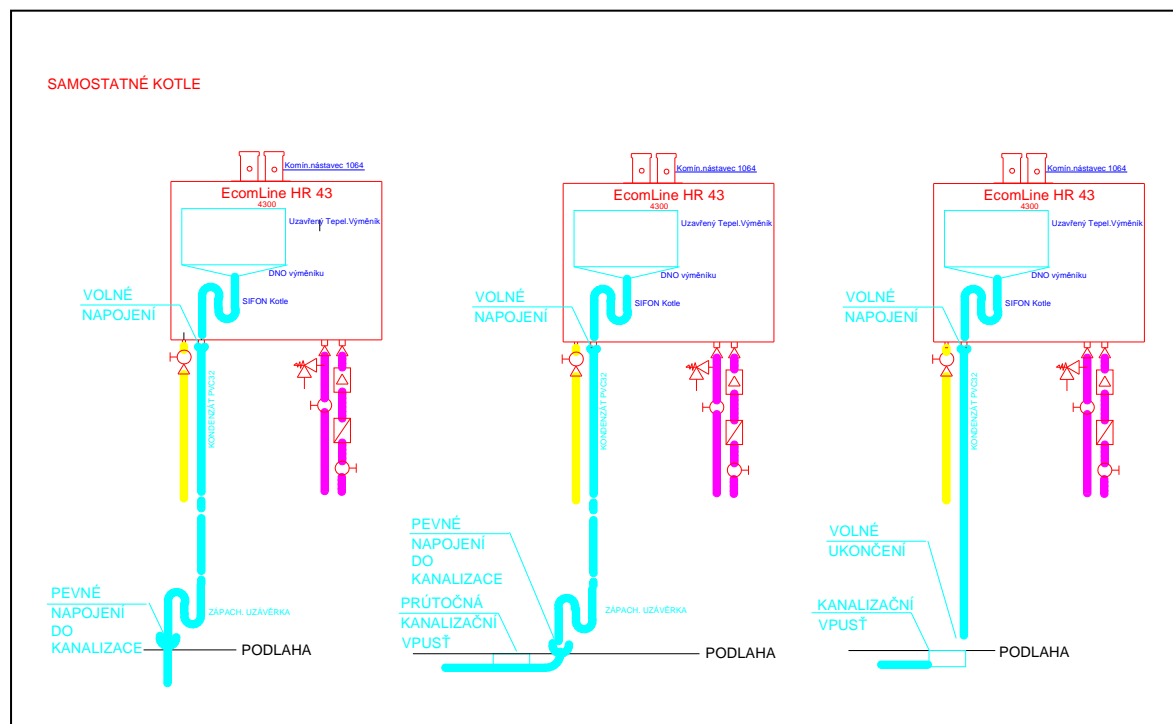 SAMOSTATNÉ KOTLE
Komín.nástavec 1064
EcomLine HR 43
4300
Uzavřený Tepel.Výměník
DNO výměníku
SIFON Kotle
VOLNÉ
NAPOJENÍ
KONDENZÁT PVC32
PEVNÉ
NAPOJENÍ
DO
KANALIZACE
ZÁPACH. UZÁVĚRKA
PODLAHA
Komín.nástavec 1064
EcomLine HR 43
4300
Uzavřený Tepel.Výměník
DNO výměníku
SIFON Kotle
VOLNÉ
NAPOJENÍ
KONDENZÁT PVC32
PEVNÉ
NAPOJENÍ
DO
KANALIZACE
PRÚTOČNÁ
KANALIZAČNÍ
VPUSŤ
ZÁPACH. UZÁVĚRKA
PODLAHA
Komín.nástavec 1064
EcomLine HR 43
4300
Uzavřený Tepel.Výměník
DNO výměníku
SIFON Kotle
VOLNÉ
NAPOJENÍ
KONDENZÁT PVC32
VOLNÉ
UKONČENÍ
KANALIZAČNÍ
VPUSŤ
PODLAHA